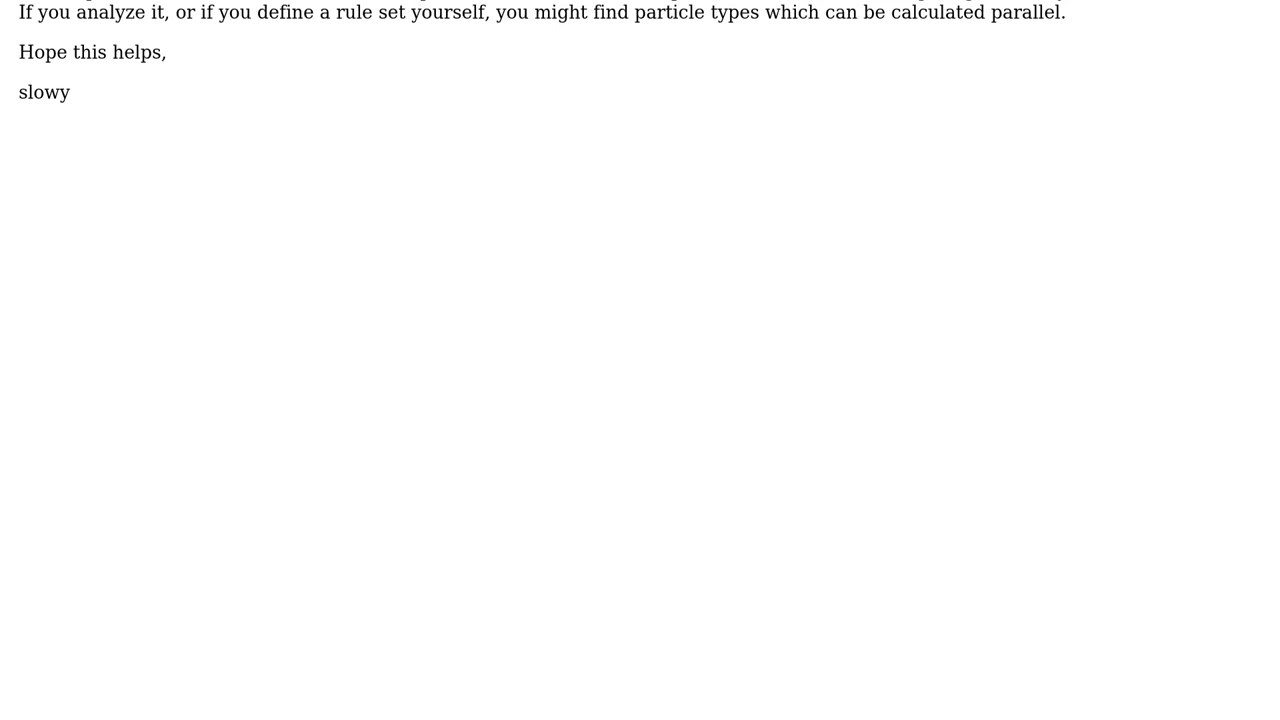 If you analyze it, or if you define a rule set yourself, you might find particle types which can be calculated parallel.
Hope this helps,
slowy